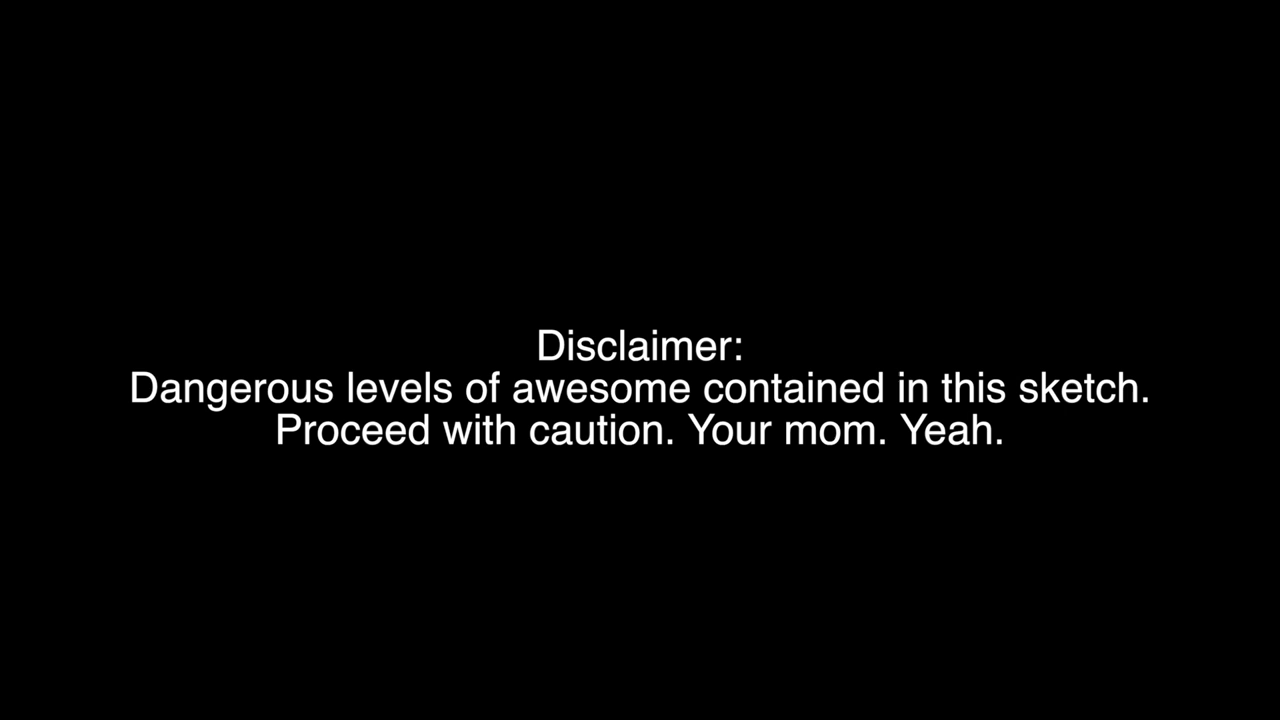 Disclaimer:
Dangerous levels of awesome contained in this sketch.
Proceed with caution. Your mom. Yeah.